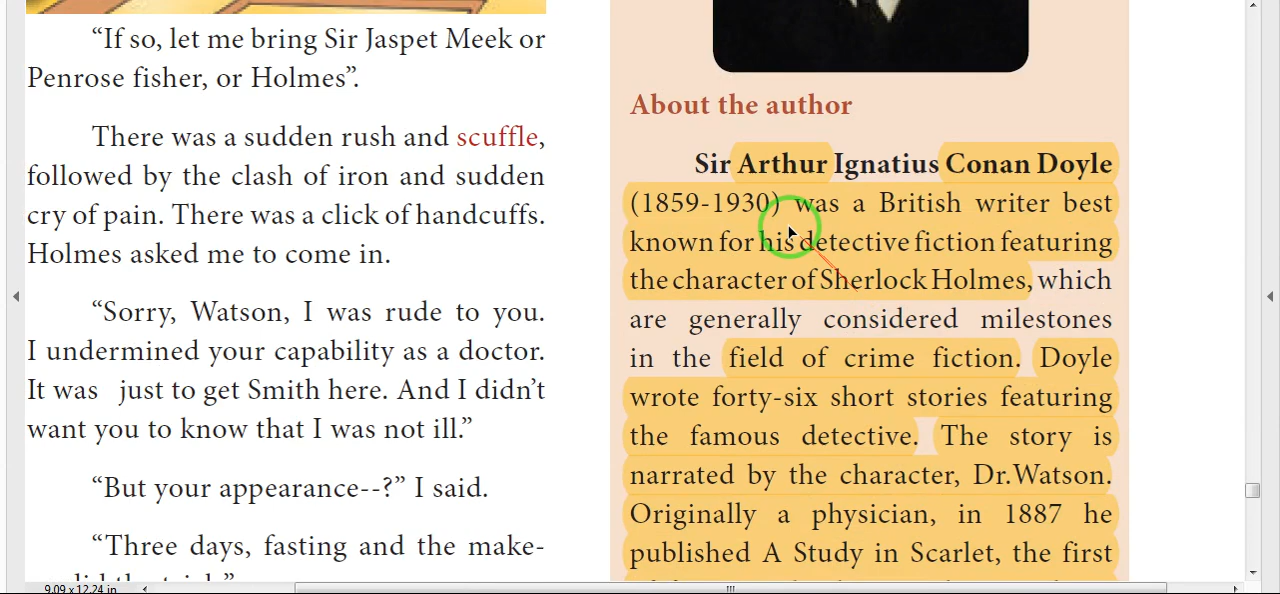 “If so, let me bring Sir Jaspet Meek or
Penrose fisher, or Holmes”.
There was a sudden rush and scuffle,
followed by the clash of iron and sudden
cry of pain. There was a click of handcuffs.
Holmes asked me to come in.
“Sorry, Watson, I was rude to you.
I undermined your capability as a doctor.
It was just to get Smith here. And I didn’t
want you to know that I was not ill.”
“But your appearance--?” I said.
“Three days, fasting and the make-
About the author
Sir Arthur Ignatius Conan Doyle
(1859-1930) was a British writer best
known for his detective fiction featuring
the character of Sherlock Holmes, which
are generally considered milestones
in the field of crime fiction. Doyle
wrote forty-six short stories featuring
the famous detective. The story is
narrated by the character, Dr.Watson.
Originally a physician, in 1887 he
published A Study in Scarlet, the first
9.09 x 12.24 in